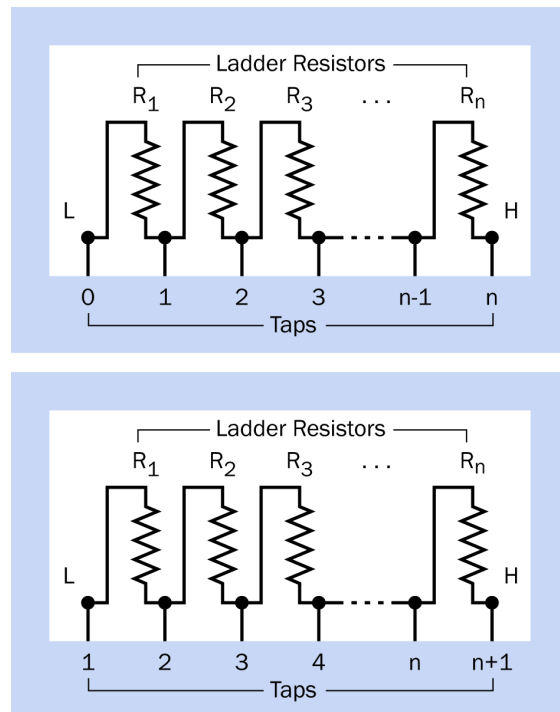 Ladder Resistors
R1 R2 R3 ... Rn
L H
0 1 2 3 n-1 n
Taps
Ladder Resistors
R1 R2 R3 ... Rn
L H
1 2 3 4 n n+1
Taps